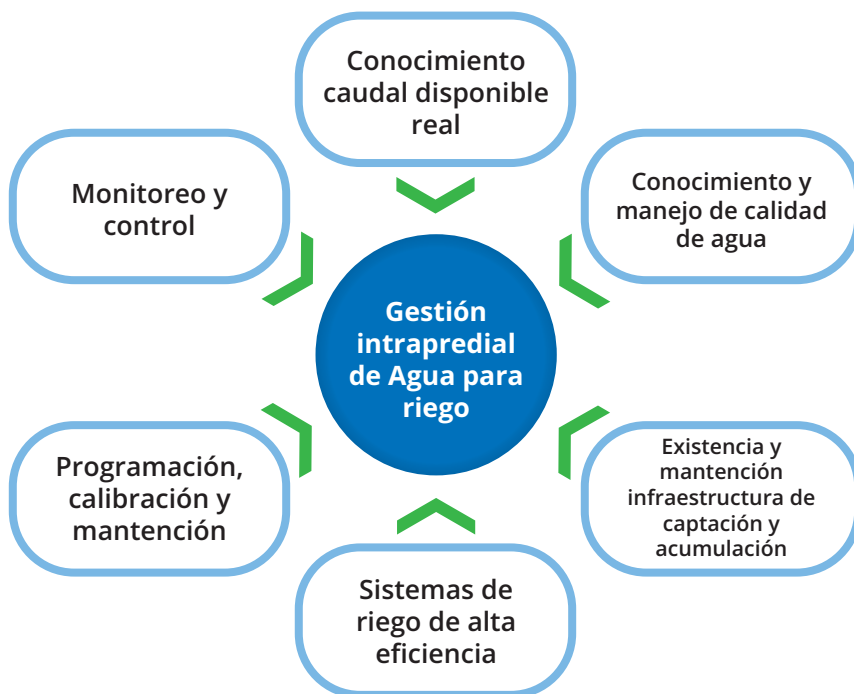 Conocimiento
caudal disponible
real
Conocimiento y
manejo de calidad
de agua
Existencia y
mantención
infraestructura de
captación y
acumulación
Sistemas de
riego de alta
eficiencia
Programación,
calibración y
mantención
Monitoreo y
control
Gestión
intrapredial
de Agua para
riego